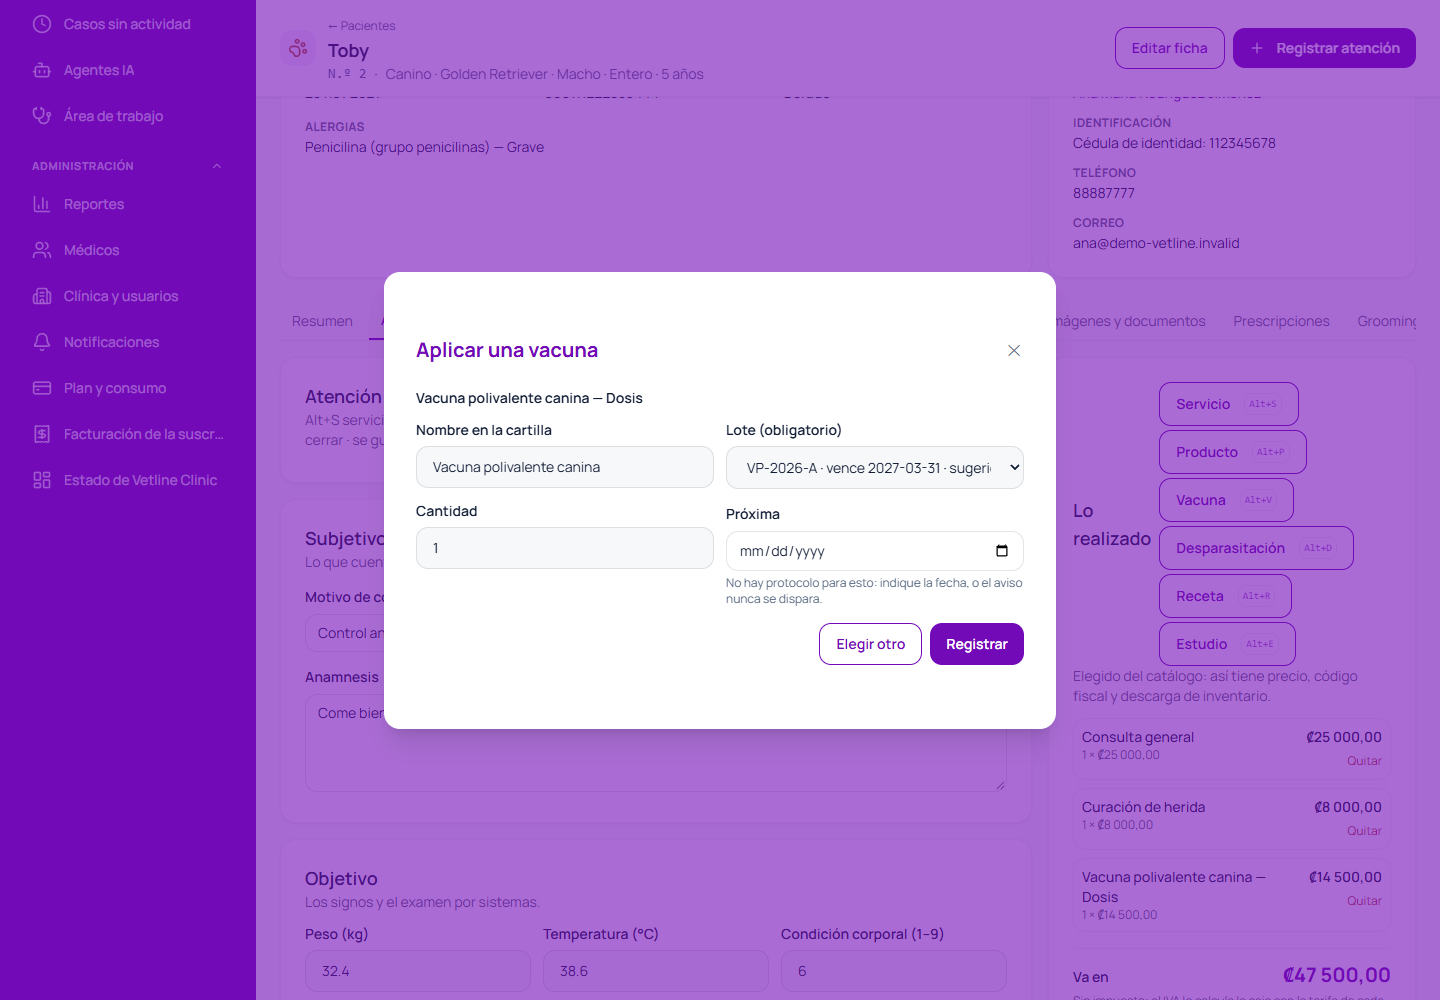 Casos sin actividad
Agentes IA
Área de trabajo
ADMINISTRACIÓN
Reportes
Médicos
Clínica y usuarios
Notificaciones
Plan y consumo
Facturación de la suscr…
Estado de Vetline Clinic
← Pacientes
Toby
N.º 2 · Canino · Golden Retriever · Macho · Entero · 5 años
Editar ficha
+ Registrar atención
ALERGIAS
Penicilina (grupo penicilinas) — Grave
IDENTIFICACIÓN
Cédula de identidad: 112345678
TELÉFONO
88887777
CORREO
ana@demo-vetline.invalid
Resumen
mágenes y documentos
Prescripciones
Grooming
Aplicar una vacuna
Vacuna polivalente canina — Dosis
Nombre en la cartilla
Vacuna polivalente canina
Lote (obligatorio)
VP-2026-A · vence 2027-03-31 · sugeri
Cantidad
1
Próxima
mm/dd/yyyy
No hay protocolo para esto: indique la fecha, o el aviso
nunca se dispara.
Elegir otro
Registrar
Atención
Alt+S servici
cerrar · se gu
Subjetivo
Lo que cuen
Motivo de co
Control an
Anamnesis
Come bien
Objetivo
Los signos y el examen por sistemas.
Peso (kg)
32.4
Temperatura (°C)
38.6
Condición corporal (1–9)
6
Lo
realizado
Servicio Alt+S
Producto Alt+P
Vacuna Alt+V
Desparasitación Alt+D
Receta Alt+R
Estudio Alt+E
Elegido del catálogo: así tiene precio, código
fiscal y descarga de inventario.
Consulta general ₡25 000,00
1 × ₡25 000,00 Quitar
Curación de herida ₡8 000,00
1 × ₡8 000,00 Quitar
Vacuna polivalente canina — ₡14 500,00
Dosis Quitar
1 × ₡14 500,00
Va en ₡47 500,00